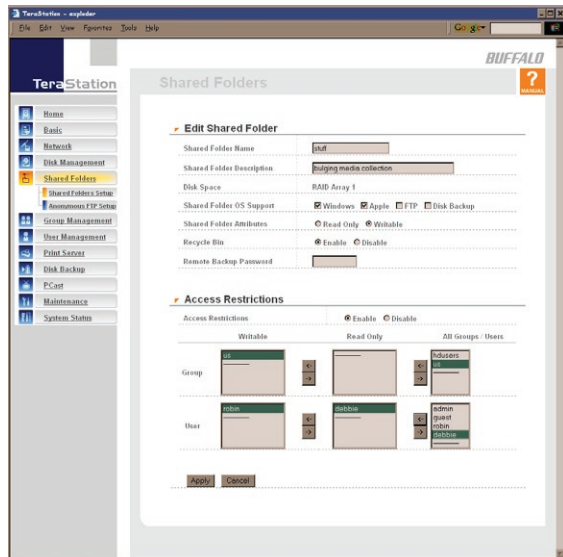 TeraStation - exploder
File Edit View Favorites Tools Help
Google
BUFFALO
TeraStation
Shared Folders
?
MANUAL
Home
Basic
Network
Disk Management
Shared Folders
Shared Folders Setup
Anonymous FTP Setup
Group Management
User Management
Print Server
Disk Backup
PCast
Maintenance
System Status
Edit Shared Folder
Shared Folder Name stuff
Shared Folder Description bulging media collection
Disk Space RAID Array 1
Shared Folder OS Support Windows Apple FTP Disk Backup
Shared Folder Attributes Read Only Writable
Recycle Bin Enable Disable
Remote Backup Password
Access Restrictions
Access Restrictions Enable Disable
Writable Read Only All Groups / Users
Group
us
hdusers
us
User
robin
debbie
admin
guest
robin
debbie
Apply Cancel